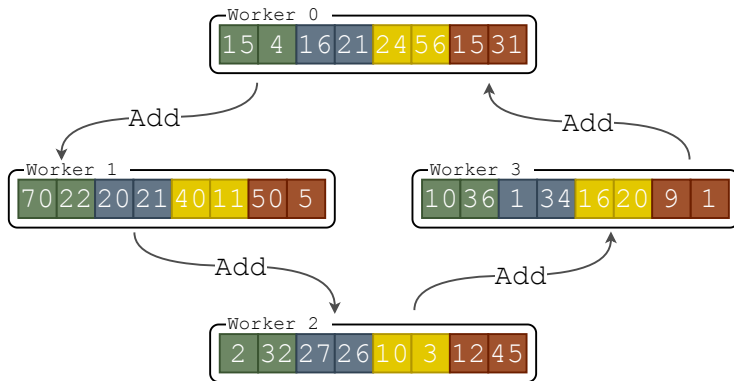 Worker 0
15 4 16 21 24 56 15 31
Add
Add
Worker 1
70 22 20 21 40 11 50 5
Worker 3
10 36 1 34 16 20 9 1
Add
Add
Worker 2
2 32 27 26 10 3 12 45